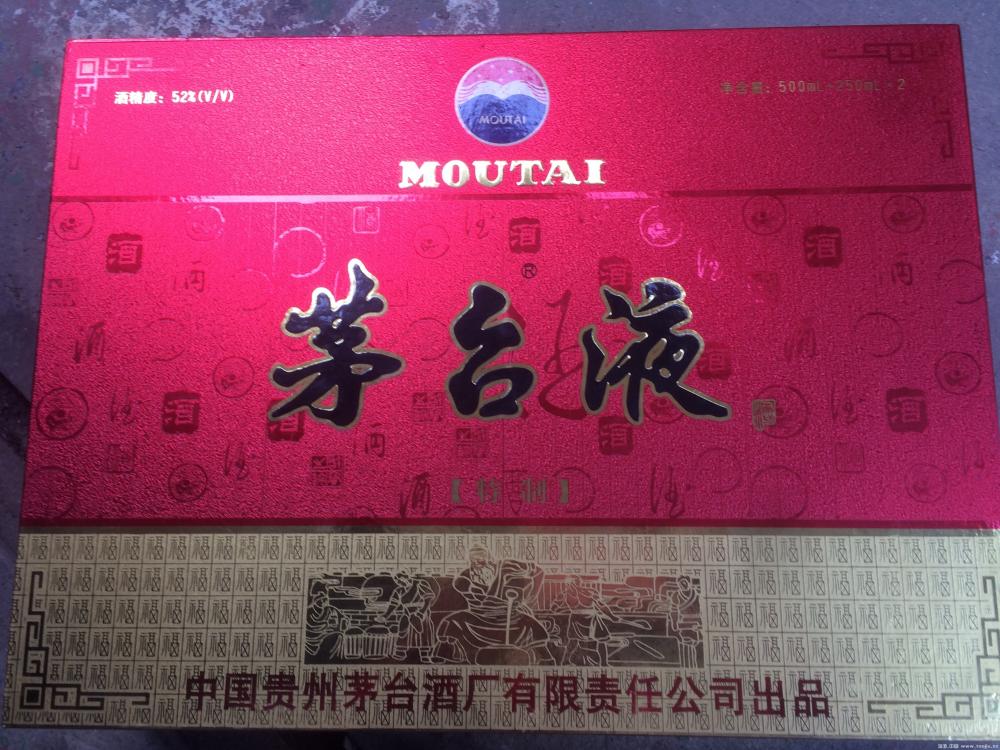 酒精度：52%(V/V)
净含量：500mL+250mL×2
MOUTAI
MOUTAI
茅台液
®
【特制】
中国贵州茅台酒厂有限责任公司出品